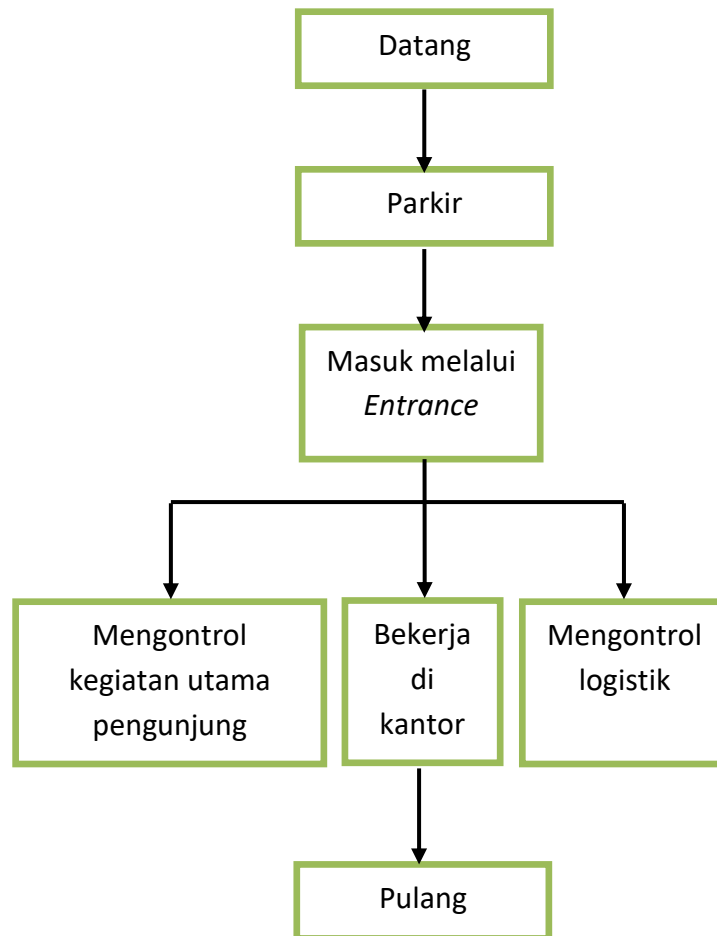 Datang
Parkir
Masuk melalui
Entrance
Mengontrol
kegiatan utama
pengunjung
Bekerja
di
kantor
Mengontrol
logistik
Pulang